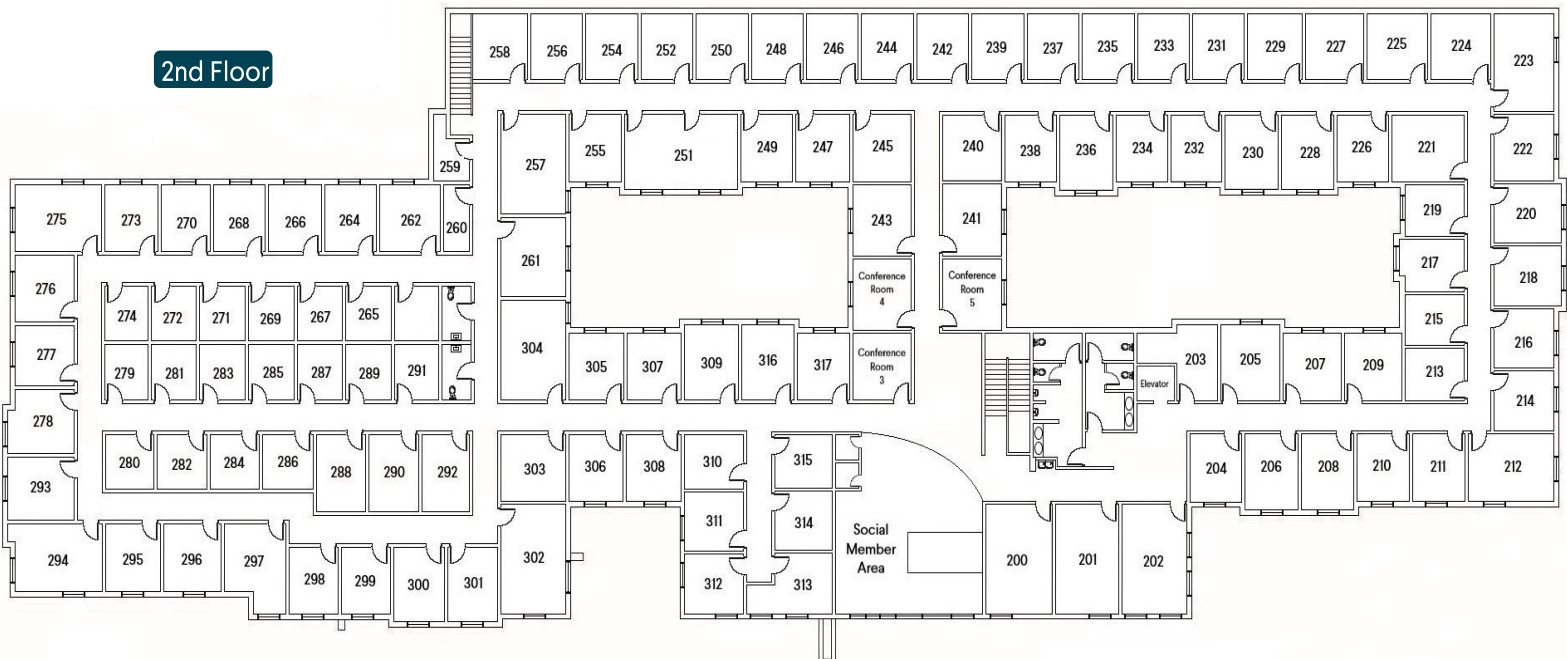 2nd Floor
258 256 254 252 250 248 246 244 242 239 237 235 233 231 229 227 225 224 223
259 257 255 251 249 247 245 240 238 236 234 232 230 228 226 221 222
275 273 270 268 266 264 262 260 261 243 241 219 220
276 217 218
Conference
Room
4
Conference
Room
5
274 272 271 269 267 265 215 216
277 304 305 307 309 316 317 203 205 207 209 213
Conference
Room
3
279 281 283 285 287 289 291
Elevator
278 214
280 282 284 286 288 290 292 303 306 308 310 315 204 206 208 210 211 212
293 311 314
Social
Member
Area
294 295 296 297 298 299 300 301 302 312 313 200 201 202